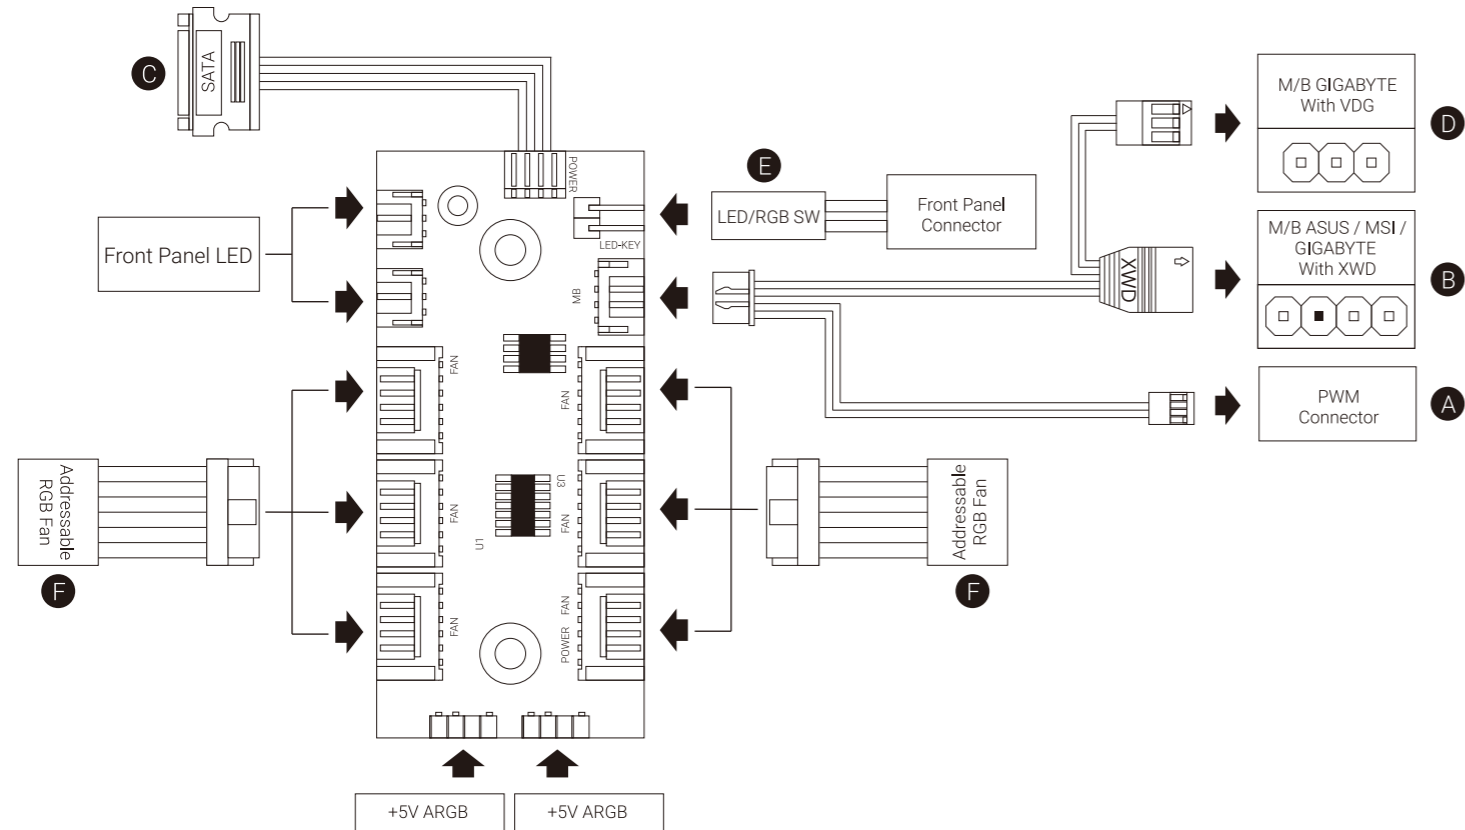 C
SATA
POWER
LED-KEY
MB
Front Panel LED
E
LED/RGB SW
Front Panel
Connector
XWD
M/B GIGABYTE
With VDG
D
M/B ASUS / MSI /
GIGABYTE
With XWD
B
PWM
Connector
A
FAN
FAN
FAN
FAN
FAN
FAN
POWER
U3
U1
Addressable
RGB Fan
F
Addressable
RGB Fan
F
+5V ARGB
+5V ARGB